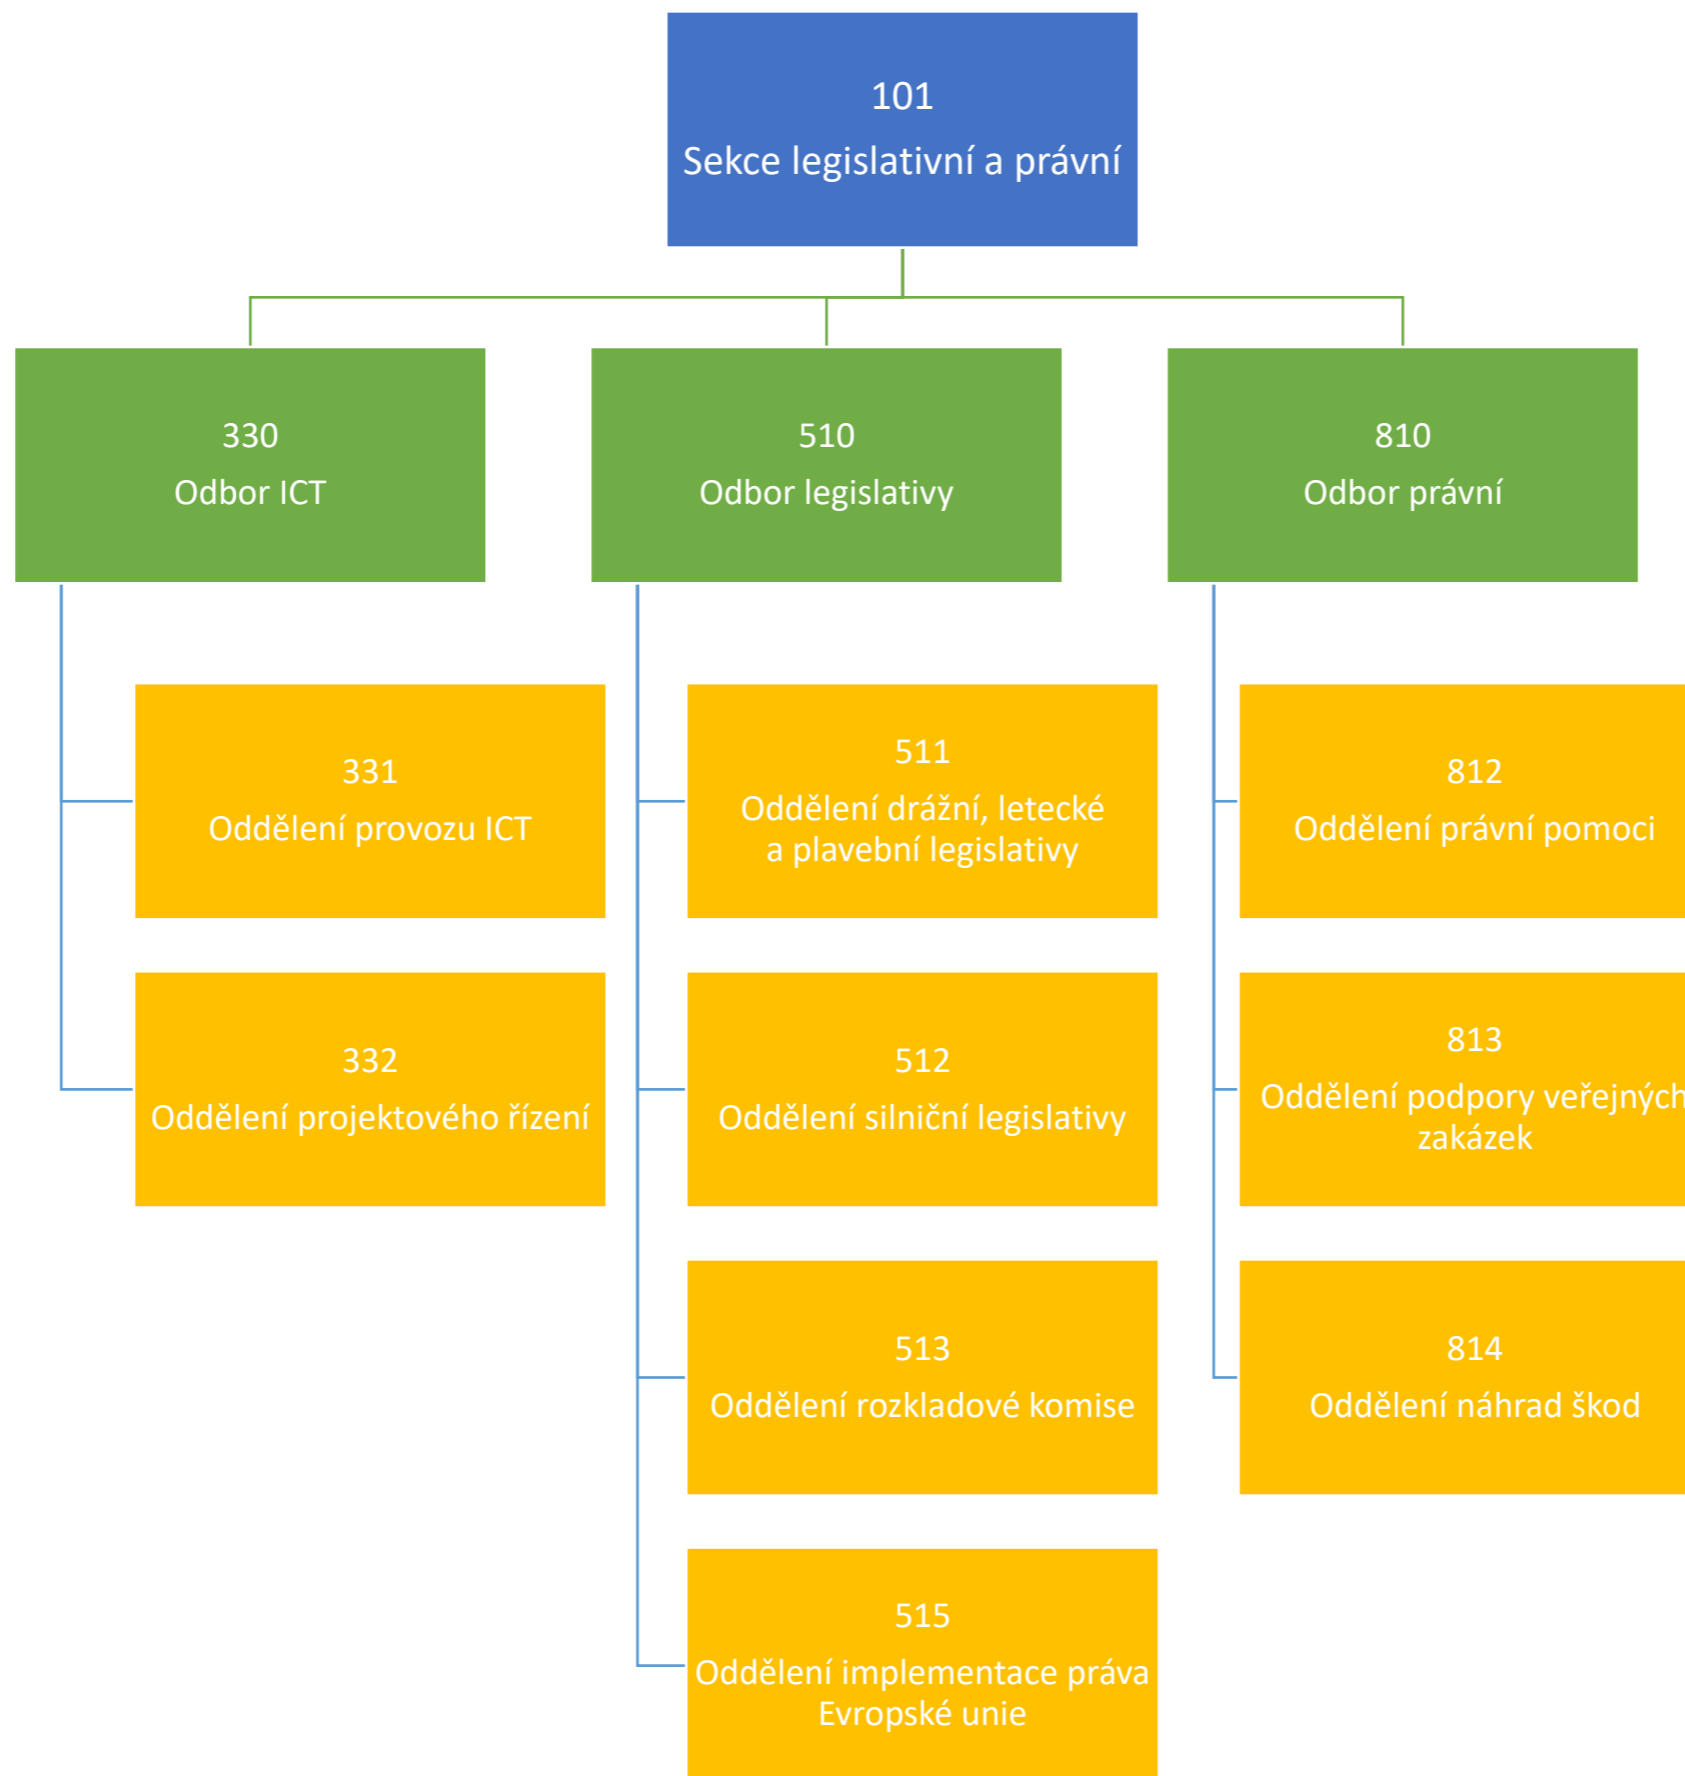 101
Sekce legislativní a právní
330
Odbor ICT
510
Odbor legislativy
810
Odbor právní
331
Oddělení provozu ICT
332
Oddělení projektového řízení
511
Oddělení drážní, letecké
a plavební legislativy
512
Oddělení silniční legislativy
513
Oddělení rozkladové komise
515
Oddělení implementace práva
Evropské unie
812
Oddělení právní pomoci
813
Oddělení podpory veřejných
zakázek
814
Oddělení náhrad škod